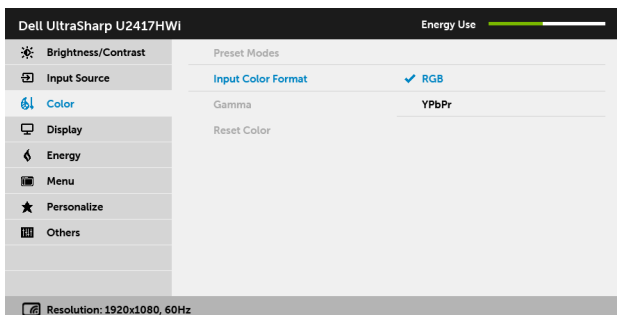 Dell UltraSharp U2417HWi
Energy Use
Brightness/Contrast
Preset Modes
Input Source
Input Color Format
RGB
Color
Gamma
YPbPr
Display
Reset Color
Energy
Menu
Personalize
Others
Resolution: 1920x1080, 60Hz